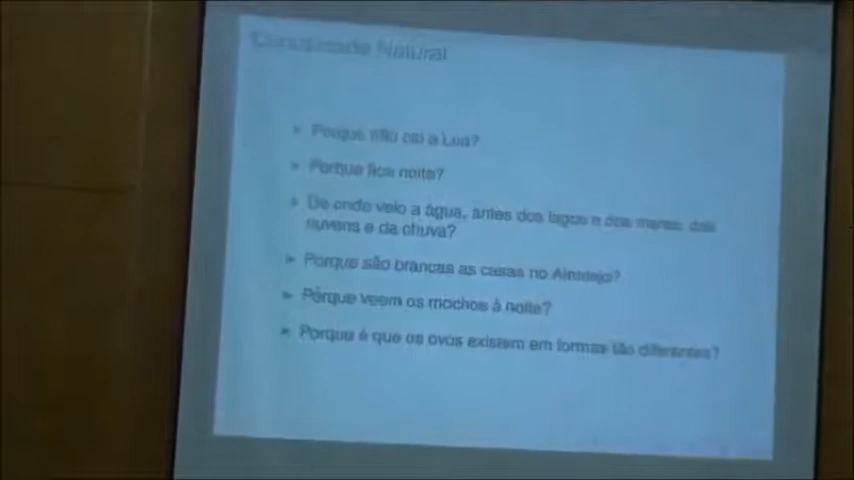 Curiosidade Natural
Porque não cai a Lua?
Porque fica noite?
De onde veio a água, antes dos lagos e dos mares, das
nuvens e da chuva?
Porque são brancas as casas no Alentejo?
Porque veem os mochos à noite?
Porque é que os ovos existem em formas tão diferentes?